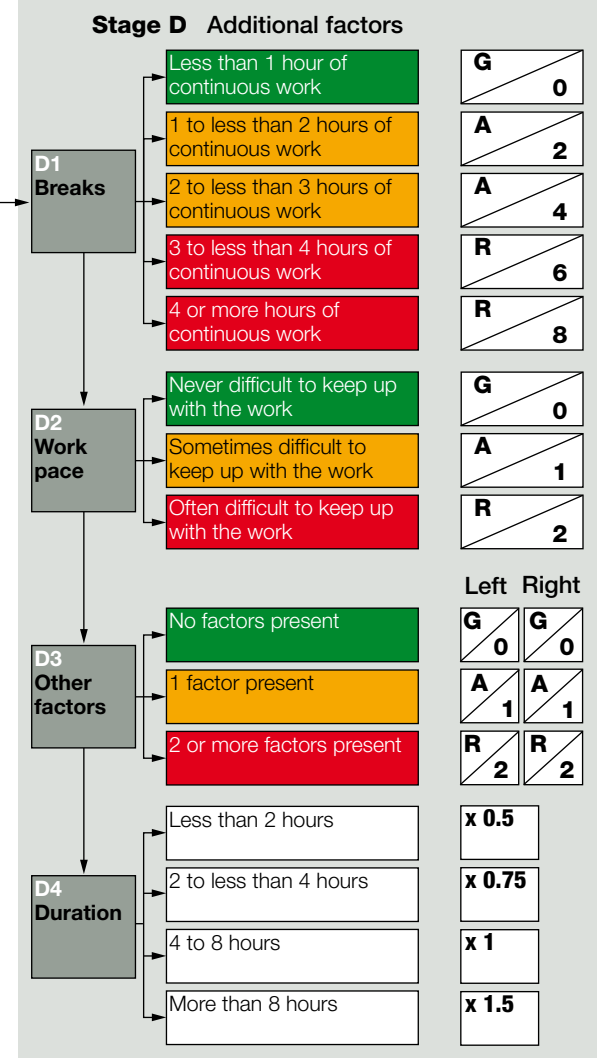 Stage D Additional factors
D1
Breaks
Less than 1 hour of
continuous work
G
0
1 to less than 2 hours of
continuous work
A
2
2 to less than 3 hours of
continuous work
A
4
3 to less than 4 hours of
continuous work
R
6
4 or more hours of
continuous work
R
8
D2
Work
pace
Never difficult to keep up
with the work
G
0
Sometimes difficult to
keep up with the work
A
1
Often difficult to keep up
with the work
R
2
Left Right
D3
Other
factors
No factors present
G G
0 0
1 factor present
A A
1 1
2 or more factors present
R R
2 2
D4
Duration
Less than 2 hours
x 0.5
2 to less than 4 hours
x 0.75
4 to 8 hours
x 1
More than 8 hours
x 1.5